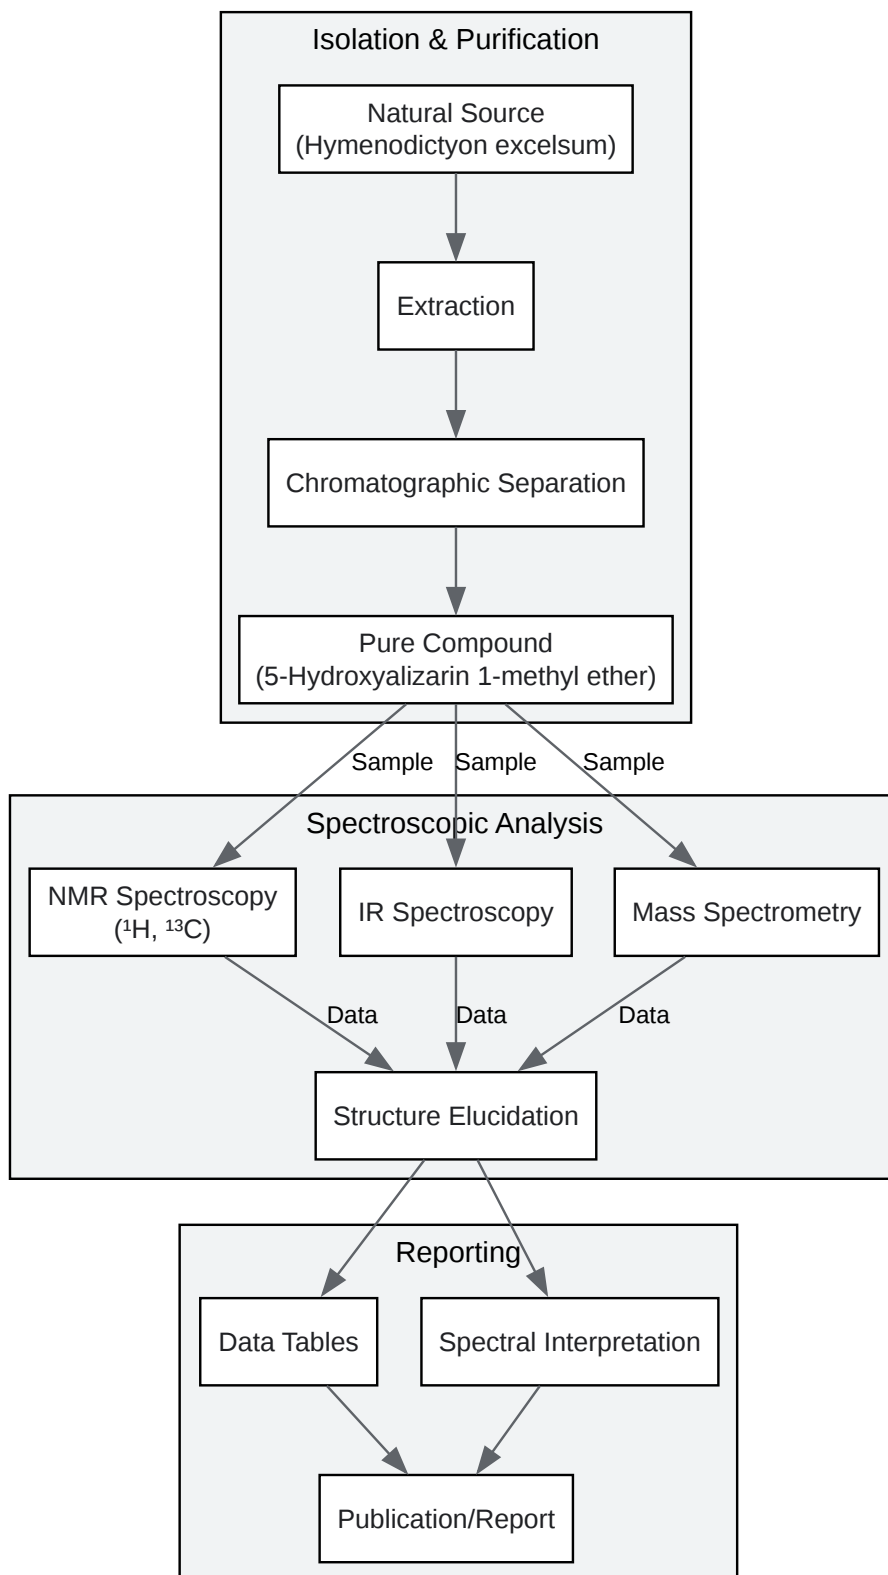 Isolation & Purification
Natural Source
(Hymenodictyon excelsum)
Extraction
Chromatographic Separation
Pure Compound
(5-Hydroxyalizarin 1-methyl ether)
Sample
Sample
Sample
Spectroscopic Analysis
NMR Spectroscopy
(¹H, ¹³C)
IR Spectroscopy
Mass Spectrometry
Data
Data
Data
Structure Elucidation
Reporting
Data Tables
Spectral Interpretation
Publication/Report